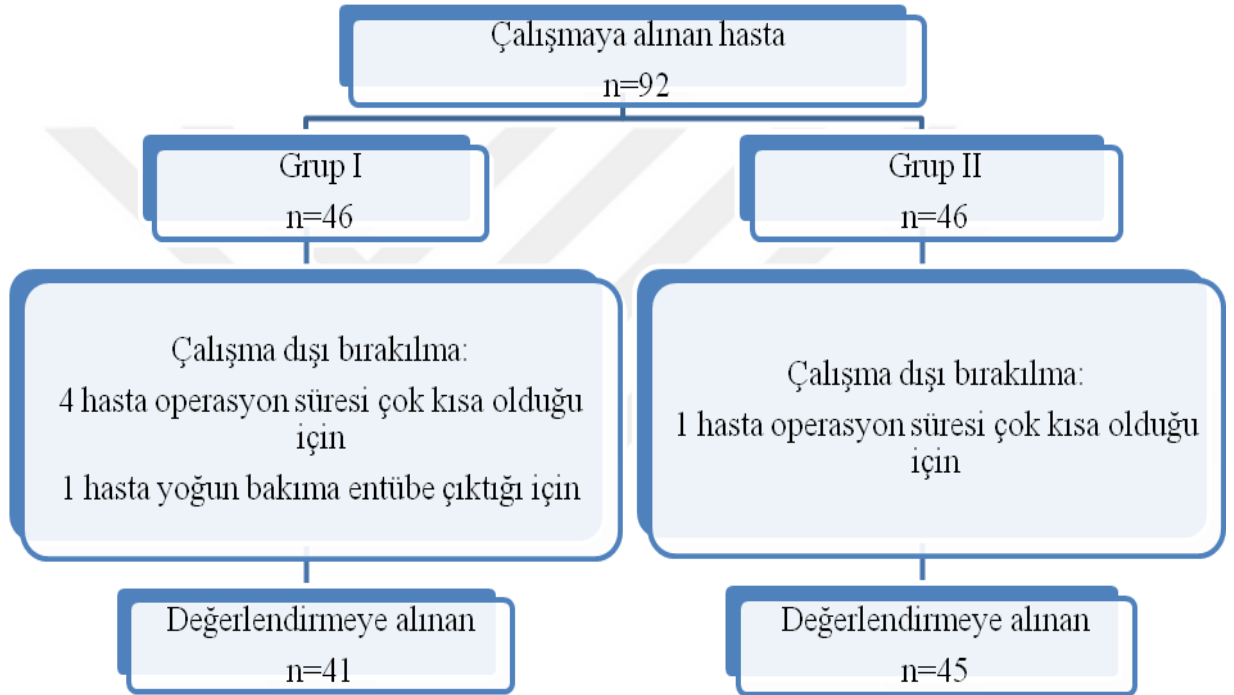 Çalışmaya alınan hasta
n=92
Grup I
n=46
Grup II
n=46
Çalışma dışı bırakılma:
4 hasta operasyon süresi çok kısa olduğu
için
1 hasta yoğun bakıma entübe çıktığı için
Çalışma dışı bırakılma:
1 hasta operasyon süresi çok kısa olduğu
için
Değerlendirmeye alınan
n=41
Değerlendirmeye alınan
n=45